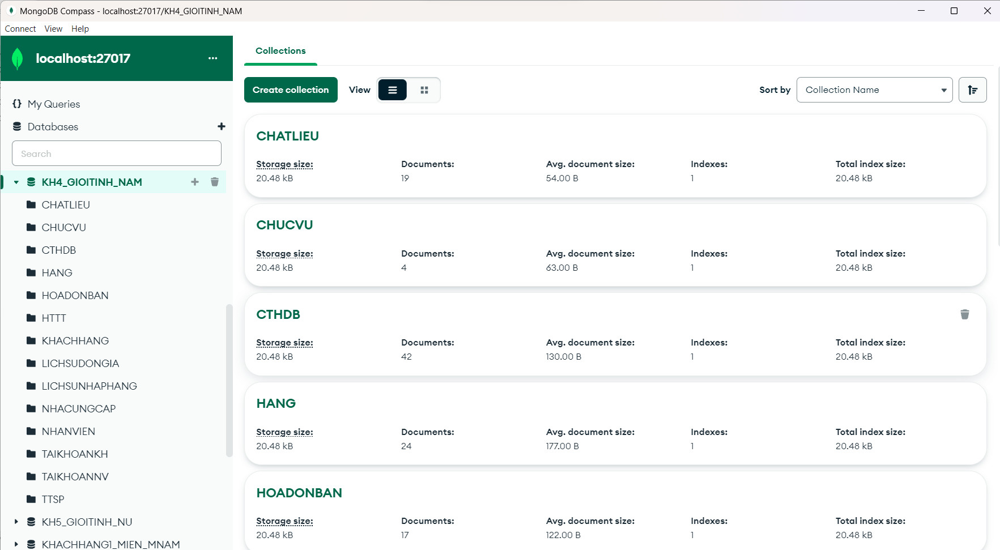 MongoDB Compass - localhost:27017/KH4_GIOITINH_NAM
Connect View Help
localhost:27017
My Queries
Databases
Search
KH4_GIOITINH_NAM
CHATLIEU
CHUCVU
CTHDB
HANG
HOADONBAN
HTTT
KHACHHANG
LICHSUDONGIA
LICHSUNHAPHANG
NHACUNGCAP
NHANVIEN
TAIKHOANKH
TAIKHOANNV
TTSP
KH5_GIOITINH_NU
KHACHHANG1_MIEN_MNAM
Collections
Create collection View Sort by Collection Name
CHATLIEU
Storage size: Documents: Avg. document size: Indexes: Total index size:
20.48 kB 19 54.00 B 1 20.48 kB
CHUCVU
Storage size: Documents: Avg. document size: Indexes: Total index size:
20.48 kB 4 63.00 B 1 20.48 kB
CTHDB
Storage size: Documents: Avg. document size: Indexes: Total index size:
20.48 kB 42 130.00 B 1 20.48 kB
HANG
Storage size: Documents: Avg. document size: Indexes: Total index size:
20.48 kB 24 177.00 B 1 20.48 kB
HOADONBAN
Storage size: Documents: Avg. document size: Indexes: Total index size:
20.48 kB 17 122.00 B 1 20.48 kB